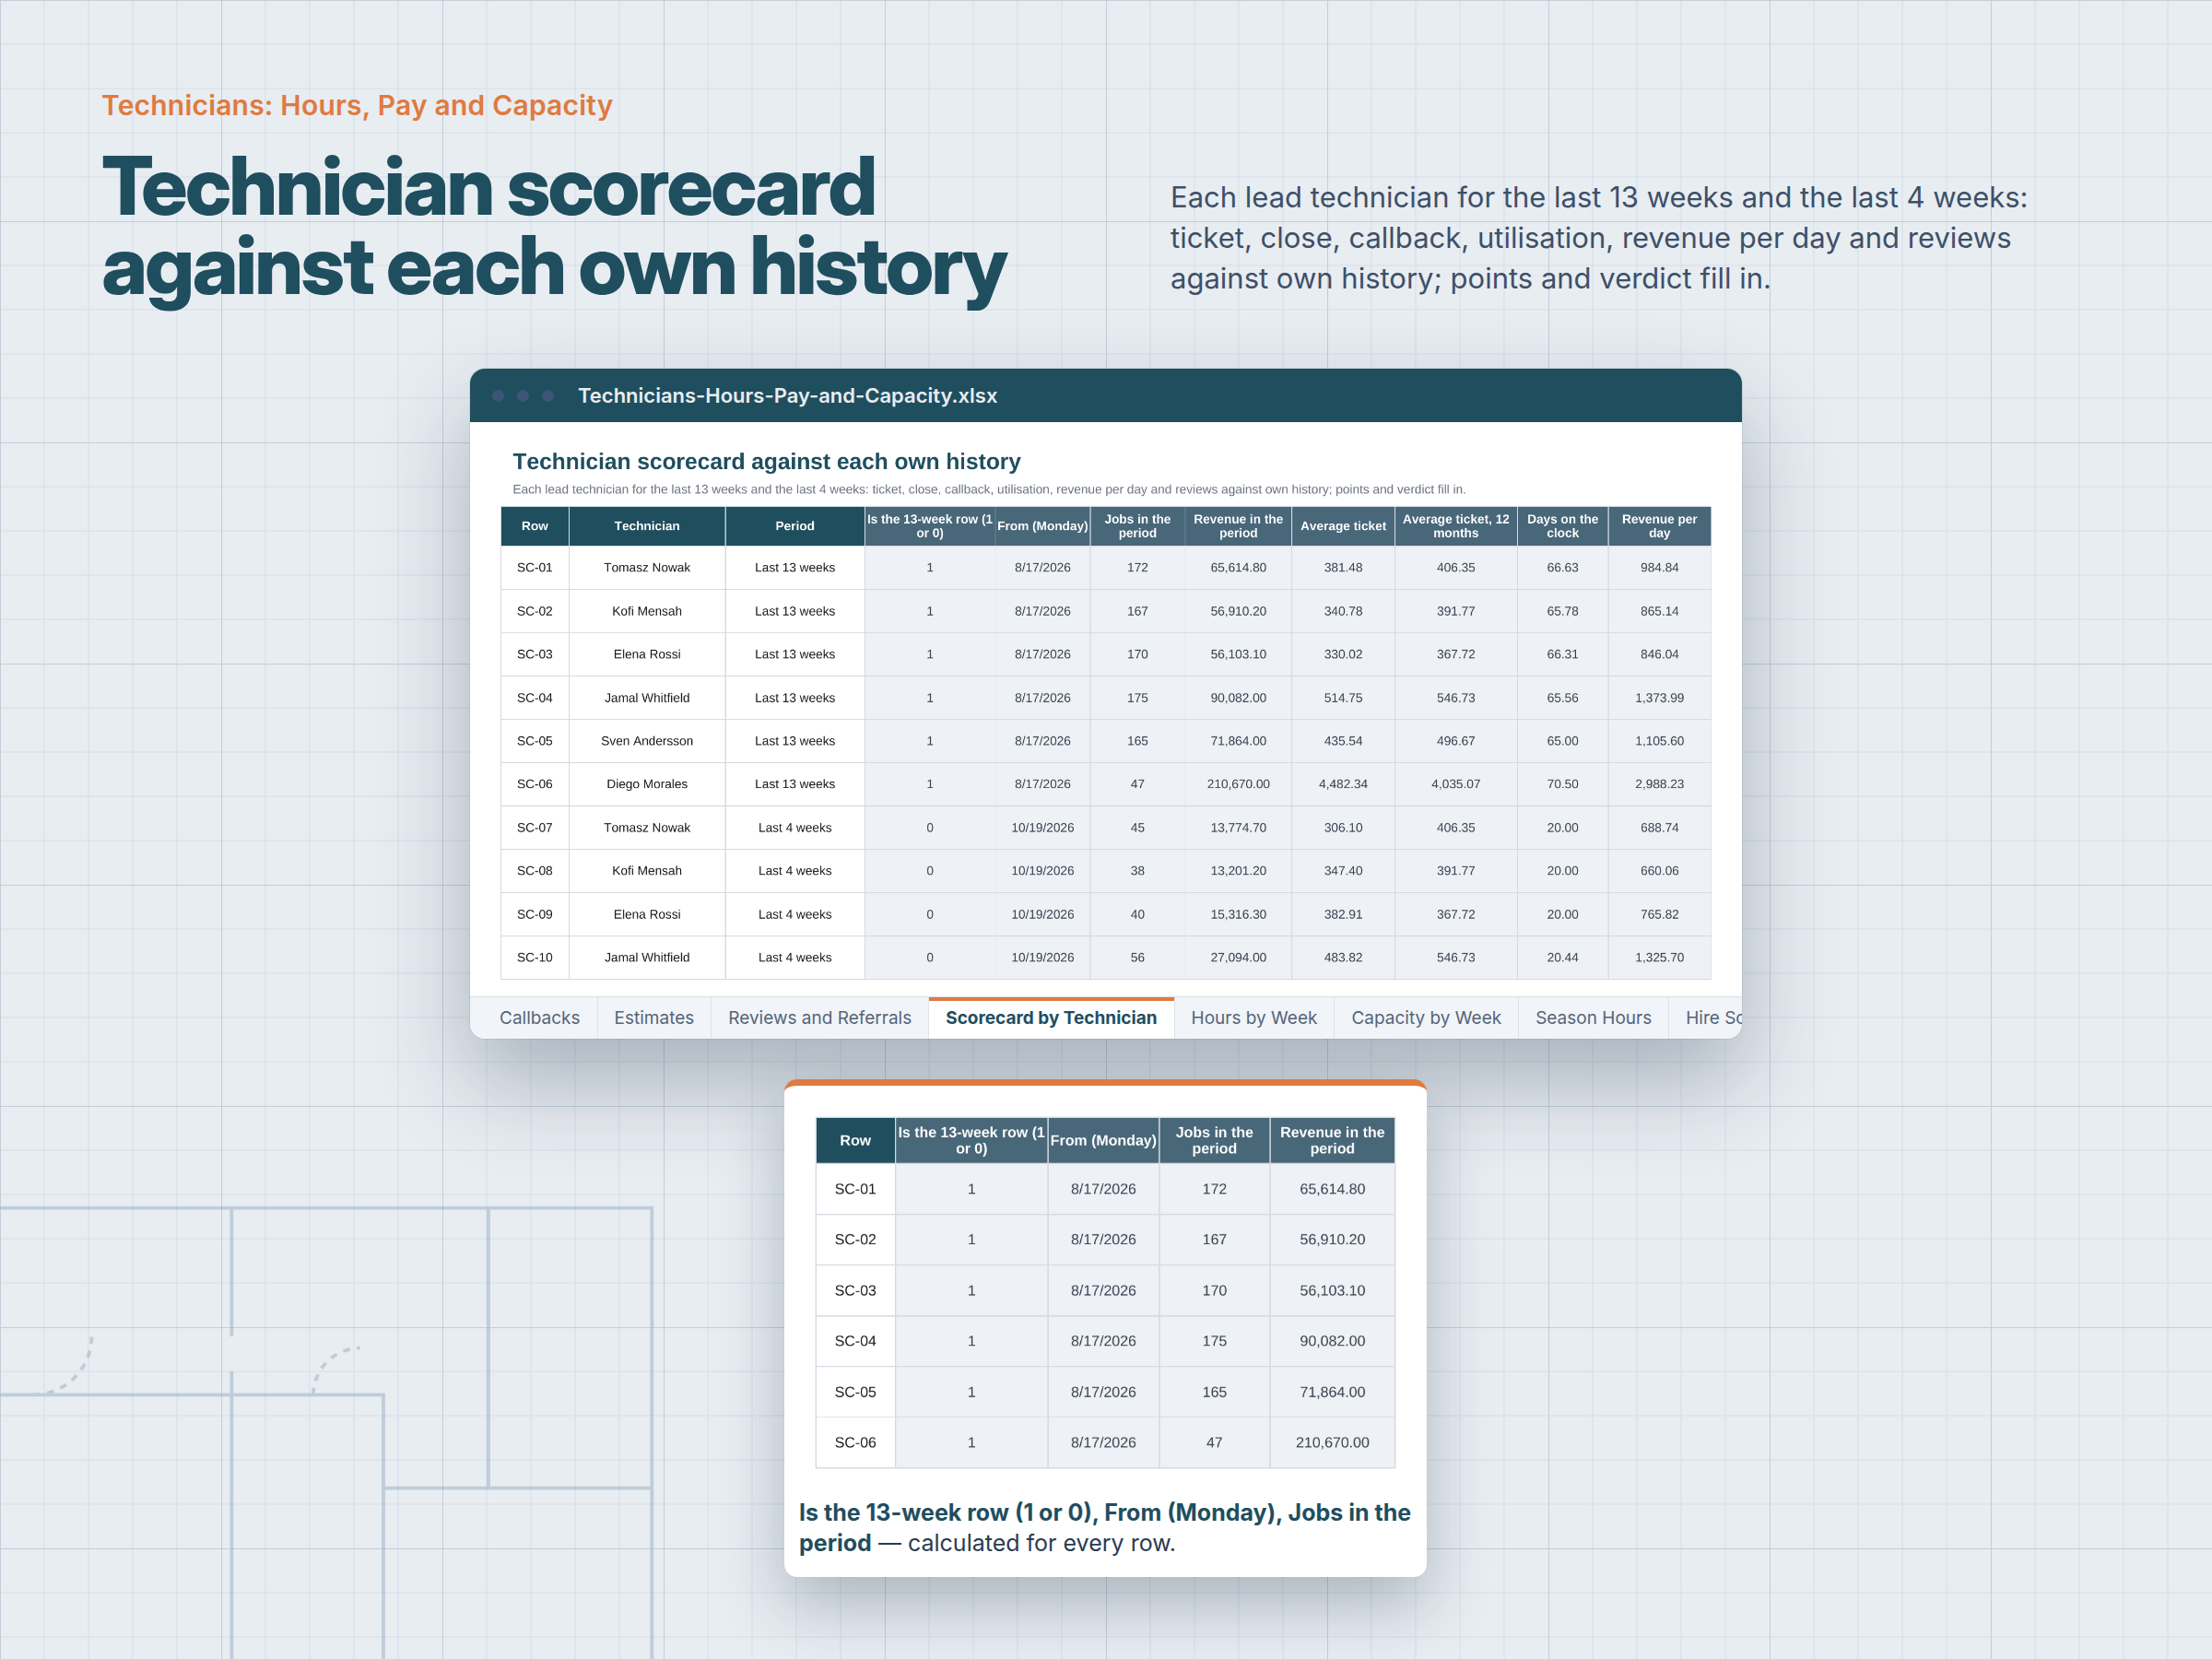 Technicians: Hours, Pay and Capacity
Technician scorecard
against each own history
Each lead technician for the last 13 weeks and the last 4 weeks:
ticket, close, callback, utilisation, revenue per day and reviews
against own history; points and verdict fill in.
Technicians-Hours-Pay-and-Capacity.xlsx
Technician scorecard against each own history
Each lead technician for the last 13 weeks and the last 4 weeks: ticket, close, callback, utilisation, revenue per day and reviews against own history; points and verdict fill in.
Row Technician Period Is the 13-week row (1 or 0) From (Monday) Jobs in the period Revenue in the period Average ticket Average ticket, 12 months Days on the clock Revenue per day
SC-01 Tomasz Nowak Last 13 weeks 1 8/17/2026 172 65,614.80 381.48 406.35 66.63 984.84
SC-02 Kofi Mensah Last 13 weeks 1 8/17/2026 167 56,910.20 340.78 391.77 65.78 865.14
SC-03 Elena Rossi Last 13 weeks 1 8/17/2026 170 56,103.10 330.02 367.72 66.31 846.04
SC-04 Jamal Whitfield Last 13 weeks 1 8/17/2026 175 90,082.00 514.75 546.73 65.56 1,373.99
SC-05 Sven Andersson Last 13 weeks 1 8/17/2026 165 71,864.00 435.54 496.67 65.00 1,105.60
SC-06 Diego Morales Last 13 weeks 1 8/17/2026 47 210,670.00 4,482.34 4,035.07 70.50 2,988.23
SC-07 Tomasz Nowak Last 4 weeks 0 10/19/2026 45 13,774.70 306.10 406.35 20.00 688.74
SC-08 Kofi Mensah Last 4 weeks 0 10/19/2026 38 13,201.20 347.40 391.77 20.00 660.06
SC-09 Elena Rossi Last 4 weeks 0 10/19/2026 40 15,316.30 382.91 367.72 20.00 765.82
SC-10 Jamal Whitfield Last 4 weeks 0 10/19/2026 56 27,094.00 483.82 546.73 20.44 1,325.70
Callbacks Estimates Reviews and Referrals Scorecard by Technician Hours by Week Capacity by Week Season Hours Hire
Row Is the 13-week row (1 or 0) From (Monday) Jobs in the period Revenue in the period
SC-01 1 8/17/2026 172 65,614.80
SC-02 1 8/17/2026 167 56,910.20
SC-03 1 8/17/2026 170 56,103.10
SC-04 1 8/17/2026 175 90,082.00
SC-05 1 8/17/2026 165 71,864.00
SC-06 1 8/17/2026 47 210,670.00
Is the 13-week row (1 or 0), From (Monday), Jobs in the
period — calculated for every row.